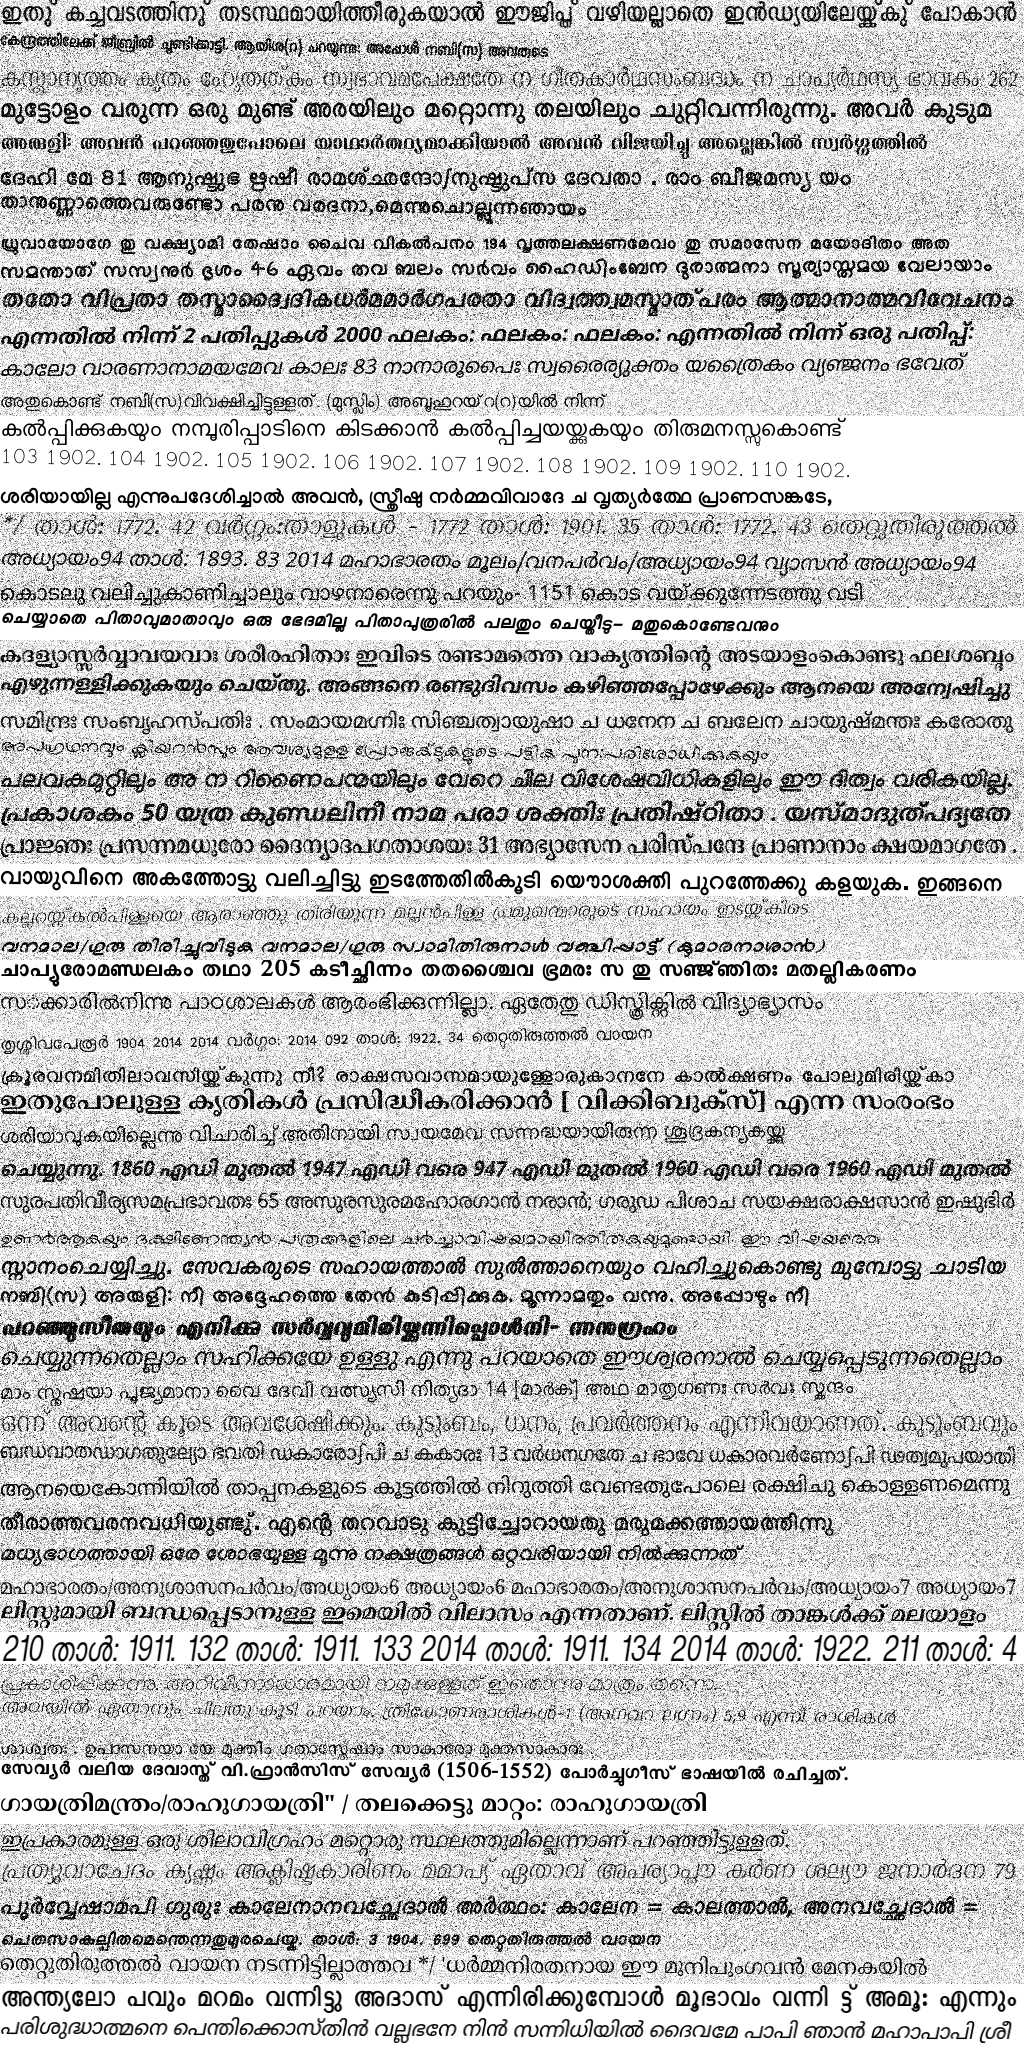 ഇതു് കച്ചവടത്തിനു് തടസ്ഥമായിത്തീരുകയാൽ ഈജിപ്ത് വഴിയല്ലാതെ ഇൻഡ്യയിലേയ്ക്കു് പോകാൻ
കേന്ദ്രത്തിലേക്ക് ജിബ്രീൽ ചൂണ്ടിക്കാട്ടി. ആയിശ(റ) പറയുന്നു: അപ്പോൾ നബി(സ) അവരുടെ
കസ്മാന്വൃത്തം കൃതം ഹ്യേതത്കം സ്വഭാവമപേക്ഷതേ ന ഗീതകാർഥസംബദ്ധം ന ചാപ്യർഥസ്യ ഭാവകം 262
മുട്ടോളം വരുന്ന ഒരു മുണ്ട് അരയിലും മറ്റൊന്നു തലയിലും ചുറ്റിവന്നിരുന്നു. അവർ കുടുമ
അരുളി: അവൻ പറഞ്ഞതുപോലെ യാഥാർത്ഥ്യമാക്കിയാൽ അവൻ വിജയിച്ചു അല്ലെങ്കിൽ സ്വർഗ്ഗത്തിൽ
ദേഹി മേ 81 ആനുഷ്ടുഭ ഋഷീ രാമശ്ഛന്ദോ/നുഷ്ടുപ്സ ദേവതാ . രാം ബീജമസ്യ യം
താനുണ്ണാത്തെവരുണ്ടോ പരനു വരദനാ,മെന്നുചൊല്ലൂന്നഞായം
ധ്രുവായോഗേ തു വക്ഷ്യാമി തേഷാം ചൈവ വികൽപനം 194 വൃത്തലക്ഷണമേവം തു സമാസേന മയോദിതം അത
സമന്താത് സസ്വനുർ ഭൃശം 46 ഏവം തവ ബലം സർവം ഹൈഡിംബേന ദുരാത്മനാ സൂര്യാസ്തമയ വേലായാം
തതോ വിപ്രതാ തസ്മാദ്വൈദികധർമമാർഗപരതാ വിദ്വത്ത്വമസ്മാത്പരം ആത്മാനാത്മവിവേചനം
എന്നതിൽ നിന്ന് 2 പതിപ്പുകൾ 2000 ഫലകം: ഫലകം: ഫലകം: എന്നതിൽ നിന്ന് ഒരു പതിപ്പ്:
കാലോ വാരണാനാമയമേവ കാലഃ 83 നാനാരൂപൈഃ സ്വരൈര്യുക്തം യത്രൈകം വ്യഞ്ജനം ഭവേത്
അതുകൊണ്ട് നബി(സ)വിവക്ഷിച്ചിട്ടുള്ളത്. (മുസ്ലിം) അബൂഹുറയ്റ(റ)യിൽ നിന്ന്
കൽപ്പിക്കുകയും നമ്പൂരിപ്പാടിനെ കിടക്കാൻ കൽപ്പിച്ചയയ്ക്കുകയും തിരുമനസ്സുകൊണ്ട്
103 1902. 104 1902. 105 1902. 106 1902. 107 1902. 108 1902. 109 1902. 110 1902.
ശരിയായില്ല എന്നുപദേശിച്ചാൽ അവൻ, സ്ത്രീഷു നർമ്മവിവാദേ ച വൃത്യർത്ഥേ പ്രാണസങ്കടേ,
*/ താൾ: 1772. 42 വർഗ്ഗം:താളുകൾ - 1772 താൾ: 1901. 35 താൾ: 1772. 43 തെറ്റുതിരുത്തൽ
അധ്യായം94 താൾ. 1893. 83 2014 മഹാഭാരതം മൂലം/വനപർവം/അധ്യായം94 വ്യാസൻ അധ്യായം94
കൊടലു വലിച്ചുകാണിച്ചാലും വാഴനാരെന്നു പറയും- 1151 കൊട വയ്ക്കുന്നേടത്തു വടി
ചെയ്യാതെ പിതാവുമാതാവും ഒരു ഭേദമില്ല പിതാപുത്രരിൽ പലതും ചെയ്തീടു– മതുകൊണ്ടേവനും
കദള്യാസ്സർവ്വാവയവാഃ ശരീരഹിതാഃ ഇവിടെ രണ്ടാമത്തെ വാക്യത്തിന്റെ അടയാളംകൊണ്ടു ഫലശബ്ദം
എഴുന്നള്ളിക്കുകയും ചെയ്തു. അങ്ങനെ രണ്ടുദിവസം കഴിഞ്ഞപ്പോഴേക്കും ആനയെ അന്വേഷിച്ചു
സമിന്ദ്രഃ സംബൃഹസ്പതിഃ . സംമായമഗ്നിഃ സിഞ്ചത്വായുഷാ ച ധനേന ച ബലേന ചായുഷ്മന്തഃ കരോതു
അപഗ്രഥനവും ക്ലിയറൻസും ആവശ്യമുള്ള പ്രോജക്ടുകളുടെ പട്ടിക പുനഃപരിശോധിക്കുകയും
പലവകമുറ്റിലും അ ന റിണൈപന്മയിലും വേറെ ചില വിശേഷവിധികളിലും ഈ ദിത്വം വരികയില്ല.
പ്രകാശകം 50 യത്ര കുണ്ഡലിനീ നാമ പരാ ശക്തിഃ പ്രതിഷ്ഠിതാ . യസ്മാദുത്പദ്യതേ
പ്രാജ്ഞഃ പ്രസന്നമധുരോ ദൈന്യാദപഗതാശയഃ 31 അഭ്യാസേന പരിസ്പന്ദേ പ്രാണാനാം ക്ഷയമാഗതേ .
വായുവിനെ അകത്തോട്ടു വലിച്ചിട്ടു ഇടത്തേതിൽകൂടി യൌാശക്തി പുറത്തേക്കു കളയുക. ഇങ്ങനെ
കല്ലറയ്ക്കൽപിള്ളയെ ആരാഞ്ഞു തിരിയുന്ന മല്ലൻപിള്ള പ്രമുഖന്മാരുടെ സഹായം ഇടയ്ക്കിടെ
വനമാല/ഗുരു തിരിച്ചുവിടുക വനമാല/ഗുരു സ്വാമിതിരുനാൾ വഞ്ചിപ്പാട്ട് (കുമാരനാശാൻ)
ചാപ്യുരോമണ്ഡലകം തഥാ 205 കടീച്ഛിന്നം തതശ്ചൈവ ഭ്രമരഃ സ തു സഞ്ജ്ഞിതഃ മതല്ലികരണം
സൎക്കാരിൽനിന്നു പാഠശാലകൾ ആരംഭിക്കുന്നില്ലാ. ഏതേതു ഡിസ്ത്രിക്റ്റിൽ വിദ്യാഭ്യാസം
തൃശ്ശിവപേരൂർ 1904 2014 2014 വർഗ്ഗം: 2014 092 താൾ: 1922. 34 തെറ്റുതിരുത്തൽ വായന
ക്രൂരവനമിതിലാവസിയ്ക്കുന്നു നീ? രാക്ഷസവാസമായുള്ളോരുകാനനേ കാൽക്ഷണം പോലുമിരിയ്ക്കാ
ഇതുപോലുള്ള കൃതികൾ പ്രസിദ്ധീകരിക്കാൻ [ വിക്കിബുക്സ്] എന്ന സംരംഭം
ശരിയാവുകയില്ലെന്നു വിചാരിച്ച് അതിനായി സ്വയമേവ സന്നദ്ധയായിരുന്ന ശൂദ്രകന്യകയ്ക്കു
ചെയ്യുന്നു. 1860 എഡി മുതൽ 1947 എഡി വരെ 947 എഡി മുതൽ 1960 എഡി വരെ 1960 എഡി മുതൽ
സുരപതിവീര്യസമപ്രഭാവതഃ 65 അസുരസുരമഹോരഗാൻ നരാൻ; ഗരുഡ പിശാച സയക്ഷരാക്ഷസാൻ ഇഷുഭിർ
ഉണർത്തുകയും ദക്ഷിണേന്ത്യൻ പത്രങ്ങളിലെ ചർച്ചാവിഷയമായിത്തീരുകയുമുണ്ടായി. ഈ വിഷയത്തെ
സ്നാനംചെയ്യിച്ചു. സേവകരുടെ സഹായത്താൽ സുൽത്താനെയും വഹിച്ചുകൊണ്ടു മുമ്പോട്ടു ചാടിയ
നബി(സ) അരുളി: നീ അദ്ദേഹത്തെ തേൻ കുടിപ്പിക്കുക. മൂന്നാമതും വന്നു. അപ്പോഴും നീ
പറഞ്ഞൂസീതയും എനിക്കു സർവ്വവുമിതിയ്ക്കുന്നിപ്പൊൾനി- ന്നനുഗ്രഹം
ചെയ്യുന്നതെല്ലാം സഹിക്കയേ ഉള്ളു എന്നു പറയാതെ ഈശ്വരനാൽ ചെയ്യപ്പെടുന്നതെല്ലാം
മാം സ്നുഷയാ പൂജ്യമാനാ വൈ ദേവി വത്സ്യസി നിത്യദാ 14 [മാർക്] അഥ മാതൃഗണഃ സർവഃ സ്കന്ദം
ഒന്ന് അവന്റെ കൂടെ അവശേഷിക്കും. കുടുംബം, ധനം, പ്രവർത്തനം എന്നിവയാണത്. കുടുംബവും
ബഡവാതഡാഗതുല്യോ ഭവതി ഡകാരോഽപി ച കകാരഃ 13 വർധനഗതേ ച ഭാവേ ധകാരവർണോഽപി ഢത്വമുപയാതി
ആനയെകോന്നിയിൽ താപ്പനകളുടെ കൂട്ടത്തിൽ നിറുത്തി വേണ്ടതുപോലെ രക്ഷിചു കൊള്ളണമെന്നു
തീരാത്തവരനവധിയുണ്ടു്. എന്റെ തറവാടു കുട്ടിച്ചോറായതു മരുമക്കത്തായത്തിന്നു
മധ്യഭാഗത്തായി ഒരേ ശോഭയുള്ള മൂന്നു നക്ഷത്രങ്ങൾ ഒറ്റവരിയായി നിൽക്കുന്നത്
മഹാഭാരതം/അനുശാസനപർവം/അധ്യായം6 അധ്യായം6 മഹാഭാരതം/അനുശാസനപർവം/അധ്യായം7 അധ്യായം7
ലിസ്റ്റുമായി ബന്ധപ്പെടാനുള്ള ഇമെയിൽ വിലാസം എന്നതാണ്. ലിസ്റ്റിൽ താങ്കൾക്ക് മലയാളം
210 താൾ: 1911. 132 താൾ: 1911. 133 2014 താൾ: 1911. 134 2014 താൾ: 1922. 211 താൾ: 4
പ്രകാശിപ്പിക്കുന്നു. അറിവിന്നാധാരമായി നമുക്കുള്ളത് ഇതൊന്നു മാത്രം തന്നെ.
അവയിൽ ഏതാനും ചിലതു കൂടി പറയാം. ത്രികോണരാശികൾ-1 (അഥവാ ലഗ്നം) 5,9 എന്നീ രാശികൾ
ശാശ്വതഃ . ഉപാസനയാ യേ മുക്തിം ഗതാസ്തേഷാം സാകാരോ മുക്തസാകാരഃ .
സേവ്യർ വലിയ ദേവാസ്ത് വി.ഫ്രാൻസിസ് സേവ്യർ (1506-1552) പോർച്ചുഗീസ് ഭാഷയിൽ രചിച്ചത്.
ഗായത്രിമന്ത്രം/രാഹുഗായത്രി" / തലക്കെട്ടു മാറ്റം: രാഹുഗായത്രി
ഇപ്രകാരമുള്ള ഒരു ശിലാവിഗ്രഹം മറ്റൊരു സ്ഥലത്തുമില്ലെന്നാണ് പറഞ്ഞിട്ടുള്ളത്.
പ്രത്യുവാചേദം കൃഷ്ണം അക്ലിഷ്ടകാരിണം മമാപ്യ് ഏതാവ് അപര്യാപ്തൗ കർണ ശല്യൗ ജനാർദന 79
പൂർവ്വേഷാമപി ഗുരുഃ കാലേനാനവച്ഛേദാൽ അർത്ഥം: കാലേന = കാലത്താൽ, അനവച്ഛേദാൽ =
ചെതസാകല്പിതമെന്തെന്നതുമുരചെയ്ക. താൾ: 3 1904. 699 തെറ്റുതിരുത്തൽ വായന
തെറ്റുതിരുത്തൽ വായന നടന്നിട്ടില്ലാത്തവ */ 'ധർമ്മനിരതനായ ഈ മുനിപുംഗവൻ മേനകയിൽ
അന്ത്യലോ പവും മറമം വന്നിട്ടു അദാസ് എന്നിരിക്കുമ്പോൾ മൂഭാവം വന്നി ട്ട് അമൂ: എന്നും
പരിശുദ്ധാത്മനെ പെന്തിക്കൊസ്തിൻ വല്ലഭനേ നിൻ സന്നിധിയിൽ ദൈവമേ പാപി ഞാൻ മഹാപാപി ശ്രീ